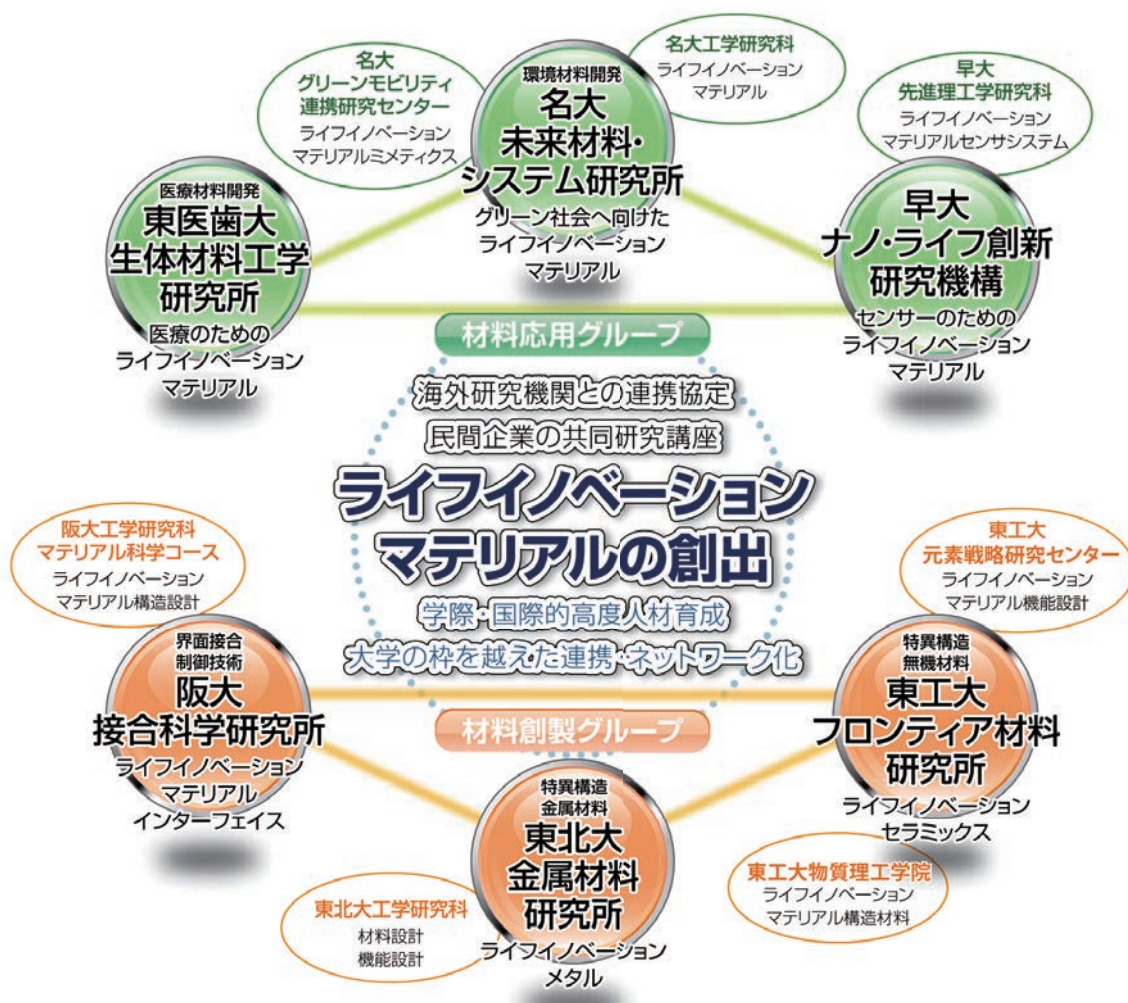 名大
グリーンモビリティ
連携研究センター
ライフイノベーション
マテリアルミメティクス
環境材料開発
名大
未来材料・
システム研究所
グリーン社会へ向けた
ライフイノベーション
マテリアル
名大工学研究科
ライフイノベーション
マテリアル
早大
先進理工学研究科
ライフイノベーション
マテリアルセンサシステム
医療材料開発
東医歯大
生体材料工学
研究所
医療のための
ライフイノベーション
マテリアル
早大
ナノ・ライフ創新
研究機構
センサーのための
ライフイノベーション
マテリアル
材料応用グループ
海外研究機関との連携協定
民間企業の共同研究講座
ライフイノベーション
マテリアルの創出
学際・国際的高度人材育成
大学の枠を越えた連携・ネットワーク化
材料創製グループ
阪大工学研究科
マテリアル科学コース
ライフイノベーション
マテリアル構造設計
界面接合
制御技術
阪大
接合科学研究所
ライフイノベーション
マテリアル
インターフェイス
東工大
元素戦略研究センター
ライフイノベーション
マテリアル機能設計
特異構造
無機材料
東工大
フロンティア材料
研究所
ライフイノベーション
セラミックス
特異構造
金属材料
東北大
金属材料
研究所
ライフイノベーション
メタル
東北大工学研究科
材料設計
機能設計
東工大物質理工学院
ライフイノベーション
マテリアル構造材料